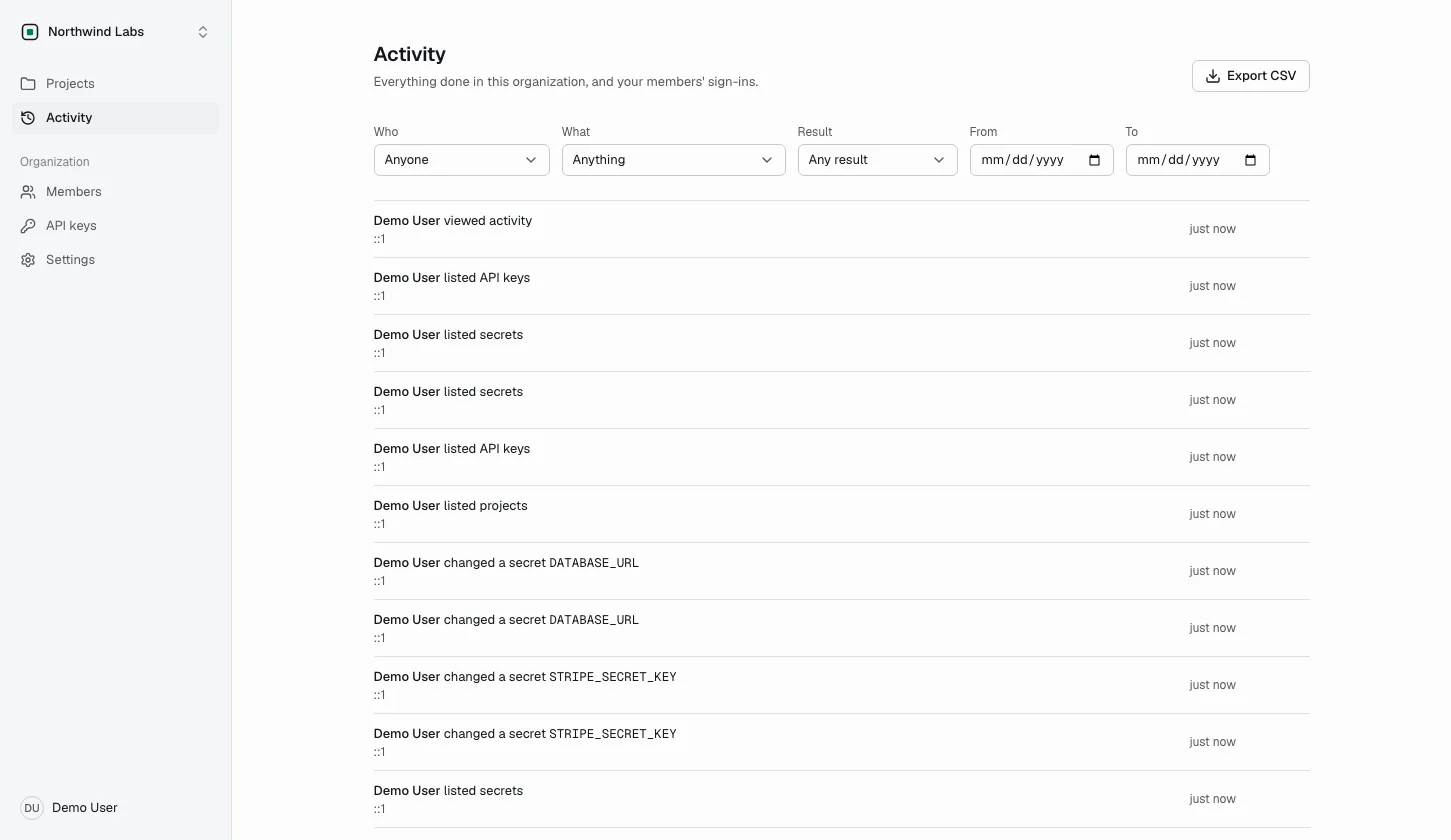 Northwind Labs
Projects
Activity
Organization
Members
API keys
Settings
DU Demo User
Activity
Everything done in this organization, and your members' sign-ins.
Export CSV
Who What Result From To
Anyone Anything Any result mm/dd/yyyy mm/dd/yyyy
Demo User viewed activity
::1
just now
Demo User listed API keys
::1
just now
Demo User listed secrets
::1
just now
Demo User listed secrets
::1
just now
Demo User listed API keys
::1
just now
Demo User listed projects
::1
just now
Demo User changed a secret DATABASE_URL
::1
just now
Demo User changed a secret DATABASE_URL
::1
just now
Demo User changed a secret STRIPE_SECRET_KEY
::1
just now
Demo User changed a secret STRIPE_SECRET_KEY
::1
just now
Demo User listed secrets
::1
just now